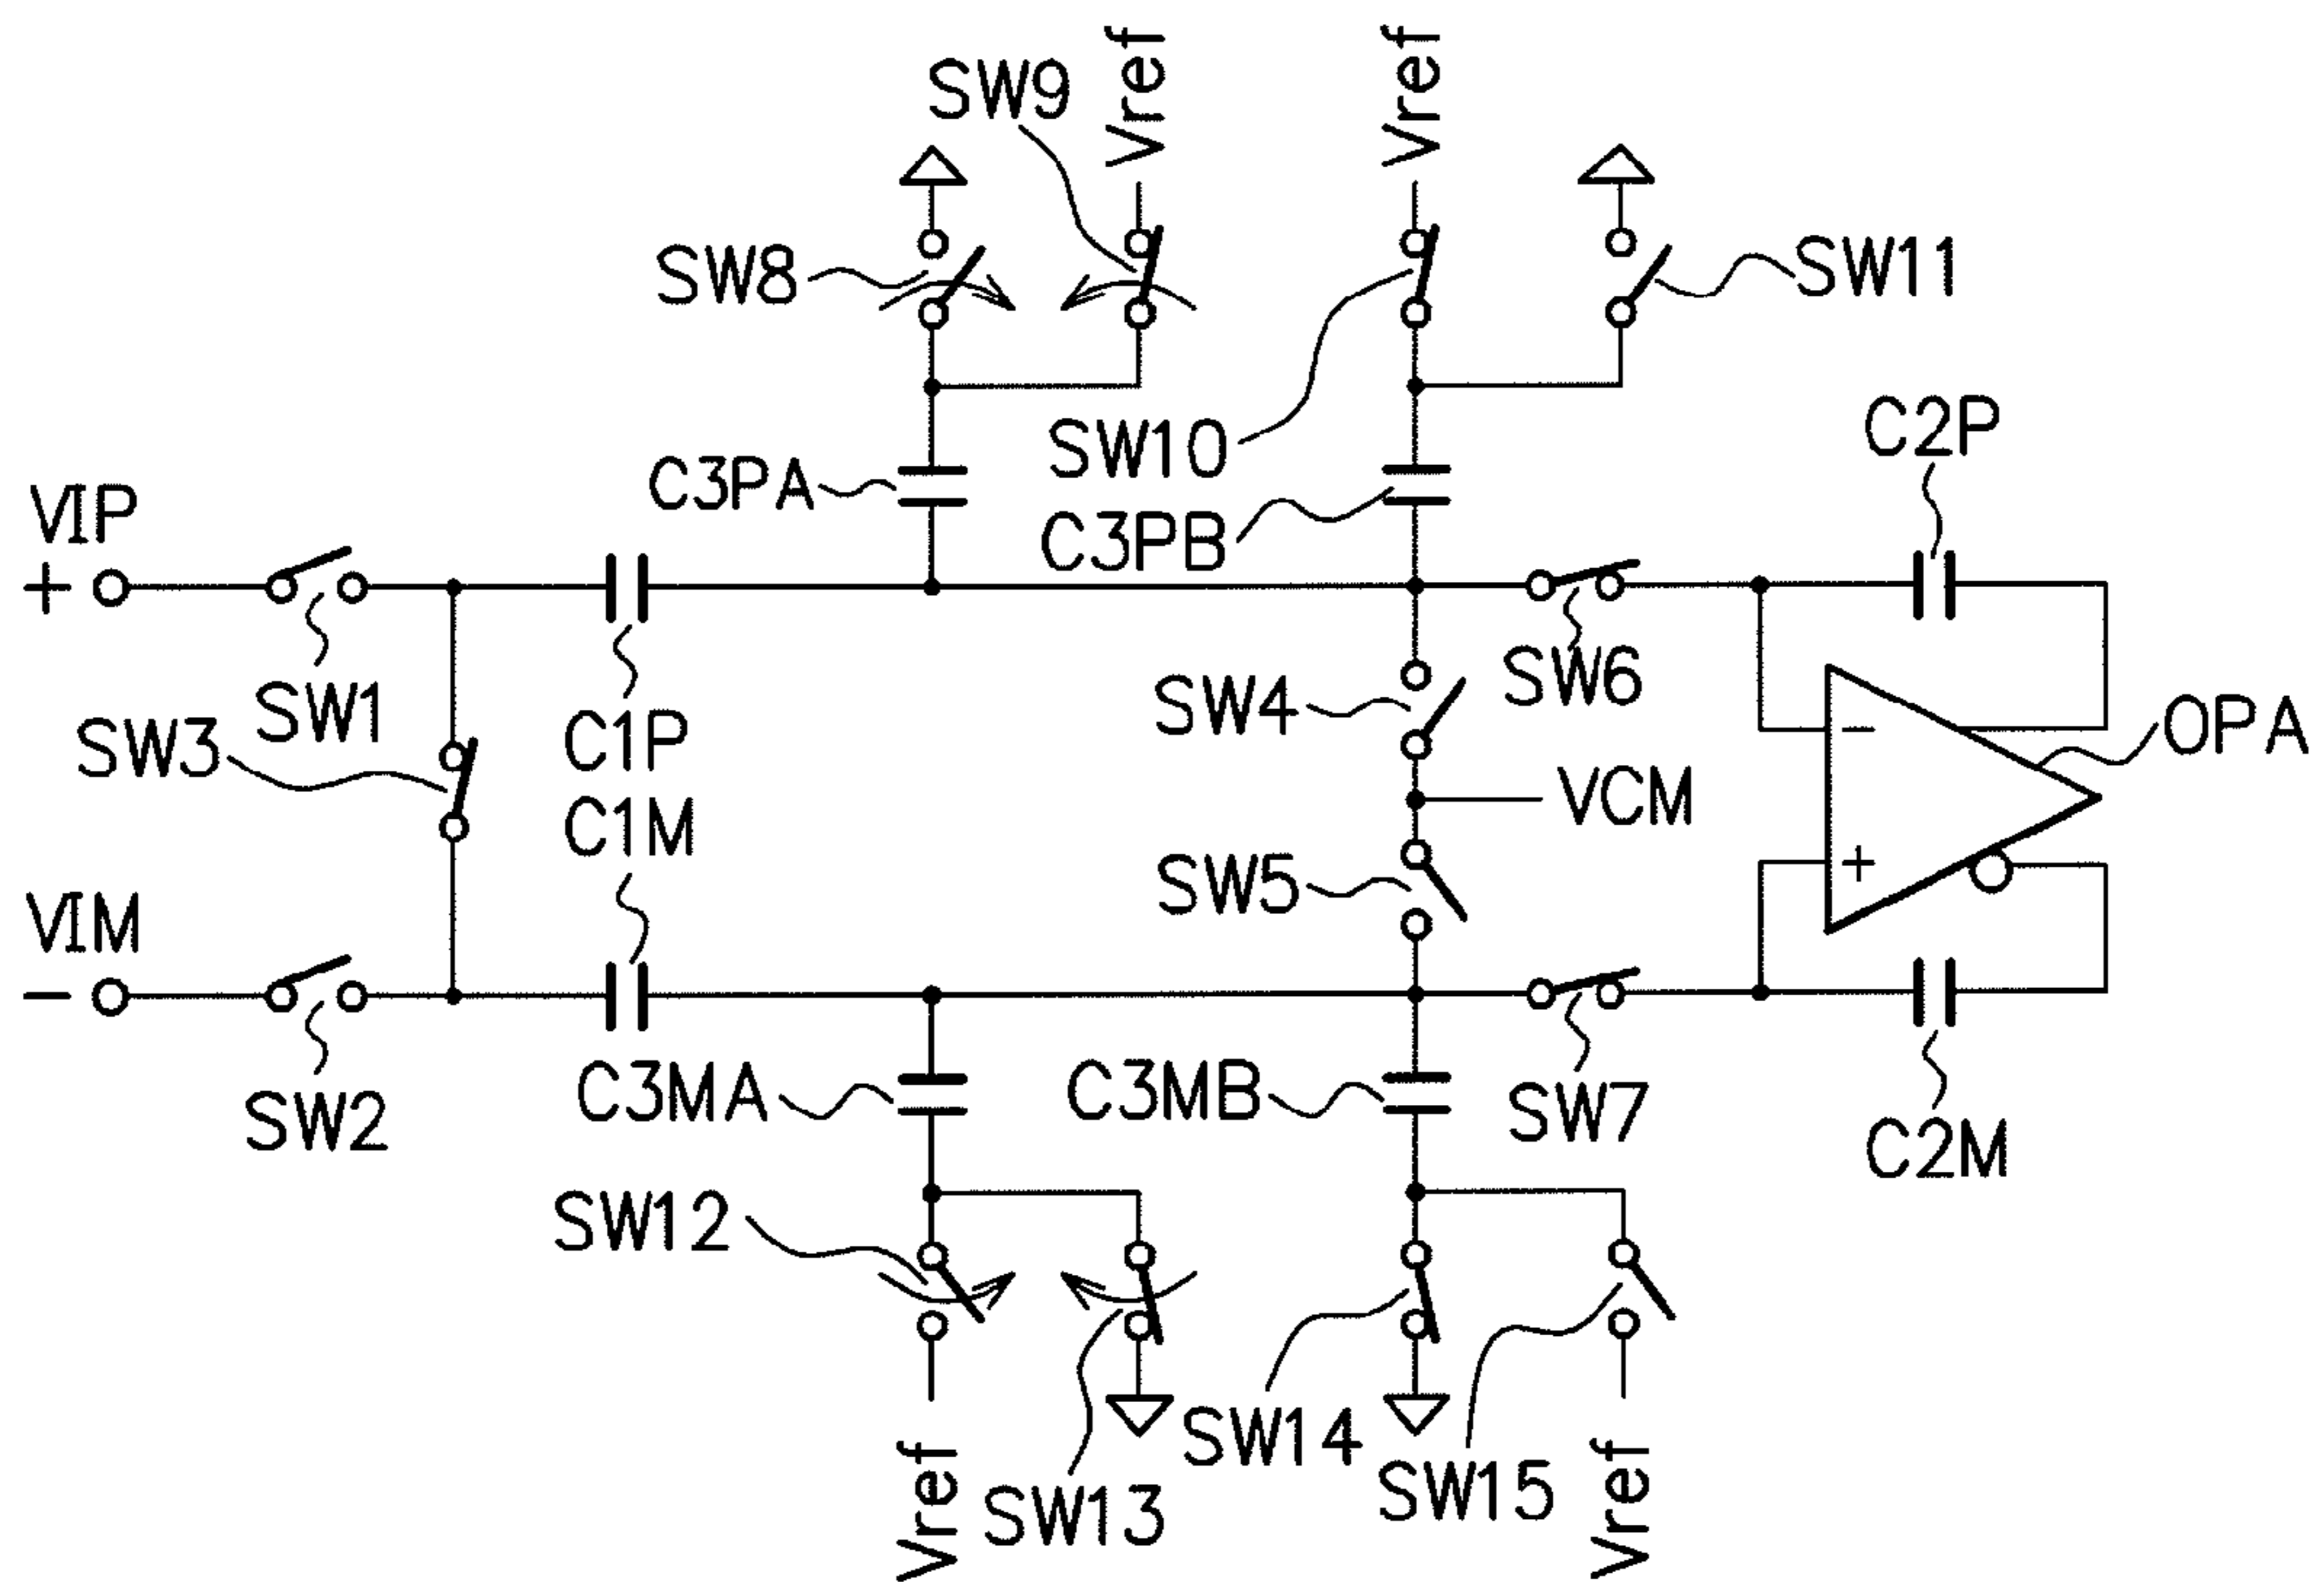 Vref
Vref
SW9
SW8
SW11
SW10
C2P
C3PA
C3PB
VIP
+
SW1
SW3
C1P
C1M
SW4
SW6
−
OPA
VCM
SW5
+
VIM
−
SW2
C3MA
C3MB
SW7
C2M
SW12
SW14
SW13
SW15
Vref
Vref